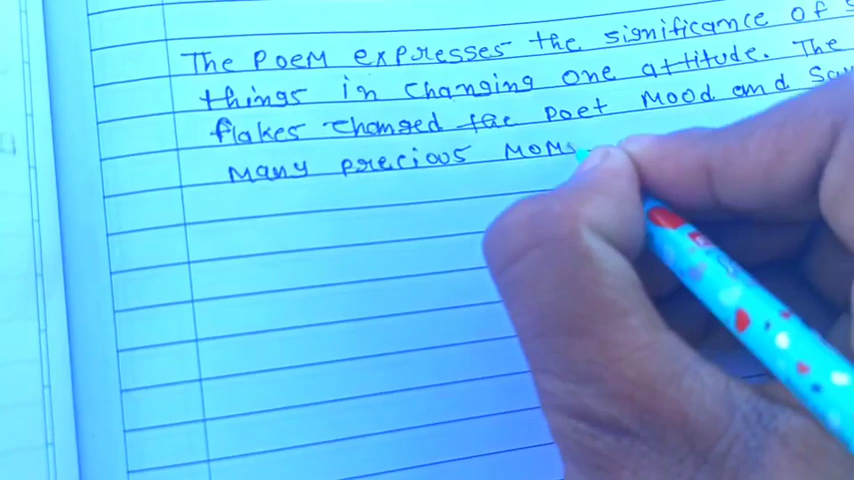 The Poem expresses the significance of
things in changing one attitude. The
flakes changed the poet Mood and
many precious